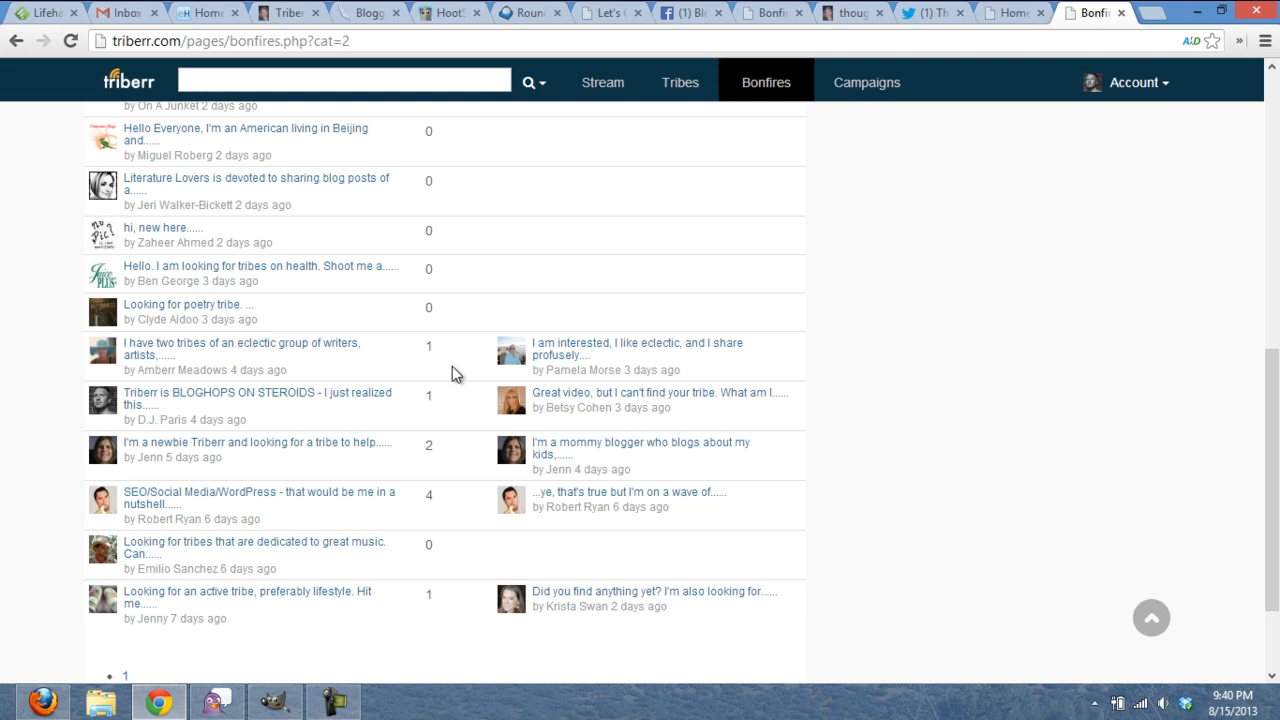 Lifeha
Inbox
Home
Triber
Blogg
HootS
Roun
Let's G
(1) Bl
Bonfir
thoug
(1) Th
Home
Bonfi
triberr.com/pages/bonfires.php?cat=2
triberr
Stream
Tribes
Bonfires
Campaigns
Account
by On A Junket 2 days ago
Hello Everyone, I'm an American living in Beijing
and......
by Miguel Roberg 2 days ago
0
Literature Lovers is devoted to sharing blog posts of
a......
by Jeri Walker-Bickett 2 days ago
0
hi, new here......
by Zaheer Ahmed 2 days ago
0
Hello. I am looking for tribes on health. Shoot me a......
by Ben George 3 days ago
0
Looking for poetry tribe. ...
by Clyde Aidoo 3 days ago
0
I have two tribes of an eclectic group of writers,
artists,......
by Amberr Meadows 4 days ago
1
I am interested, I like eclectic, and I share
profusely....
by Pamela Morse 3 days ago
Triberr is BLOGHOPS ON STEROIDS - I just realized
this......
by D.J. Paris 4 days ago
1
Great video, but I can't find your tribe. What am I......
by Betsy Cohen 3 days ago
I'm a newbie Triberr and looking for a tribe to help......
by Jenn 5 days ago
2
I'm a mommy blogger who blogs about my
kids,......
by Jenn 4 days ago
SEO/Social Media/WordPress - that would be me in a
nutshell......
by Robert Ryan 6 days ago
4
...ye, that's true but I'm on a wave of......
by Robert Ryan 6 days ago
Looking for tribes that are dedicated to great music.
Can......
by Emilio Sanchez 6 days ago
0
Looking for an active tribe, preferably lifestyle. Hit
me......
by Jenny 7 days ago
1
Did you find anything yet? I'm also looking for......
by Krista Swan 2 days ago
1
9:40 PM
8/15/2013